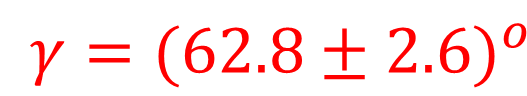 γ = (62.8 ± 2.6)ᵒ